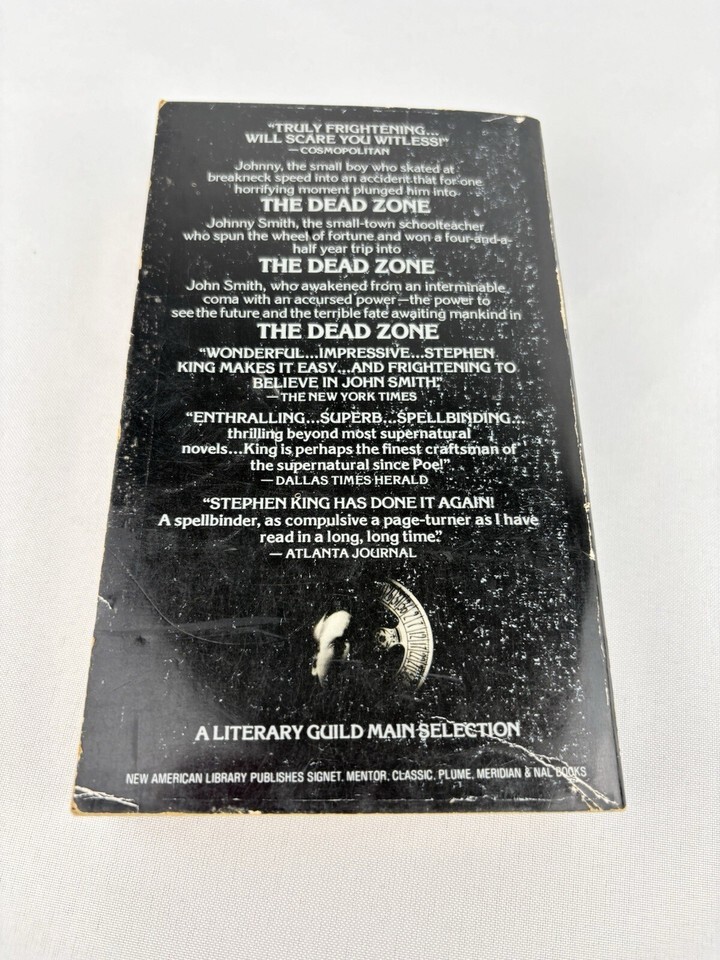 “TRULY FRIGHTENING...
WILL SCARE YOU WITLESS!”
— COSMOPOLITAN
Johnny, the small boy who skated at
breakneck speed into an accident that for one
horrifying moment plunged him into
THE DEAD ZONE
Johnny Smith, the small-town schoolteacher
who spun the wheel of fortune and won a four-and-a-
half year trip into
THE DEAD ZONE
John Smith, who awakened from an interminable
coma with an accursed power—the power to
see the future and the terrible fate awaiting mankind in
THE DEAD ZONE
“WONDERFUL...IMPRESSIVE...STEPHEN
KING MAKES IT EASY...AND FRIGHTENING TO
BELIEVE IN JOHN SMITH.”
— THE NEW YORK TIMES
“ENTHRALLING...SUPERB...SPELLBINDING...
thrilling beyond most supernatural
novels...King is perhaps the finest craftsman of
the supernatural since Poe!”
— DALLAS TIMES HERALD
“STEPHEN KING HAS DONE IT AGAIN!
A spellbinder, as compulsive a page-turner as I have
read in a long, long time.”
— ATLANTA JOURNAL
A LITERARY GUILD MAIN SELECTION
NEW AMERICAN LIBRARY PUBLISHES SIGNET, MENTOR, CLASSIC, PLUME, MERIDIAN & NAL BOOKS